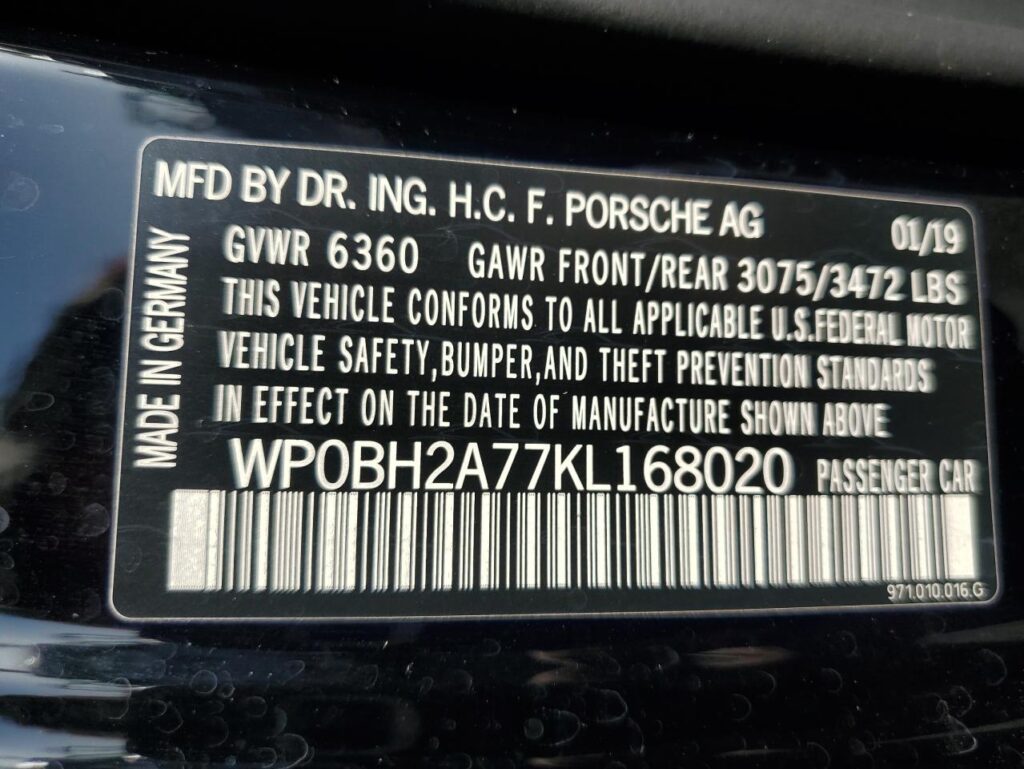 MFD BY DR. ING. H.C. F. PORSCHE AG 01/19
GVWR 6360 GAWR FRONT/REAR 3075/3472 LBS
THIS VEHICLE CONFORMS TO ALL APPLICABLE U.S.FEDERAL MOTOR
VEHICLE SAFETY,BUMPER,AND THEFT PREVENTION STANDARDS
IN EFFECT ON THE DATE OF MANUFACTURE SHOWN ABOVE
WP0BH2A77KL168020 PASSENGER CAR
971.010.016.G
MADE IN GERMANY